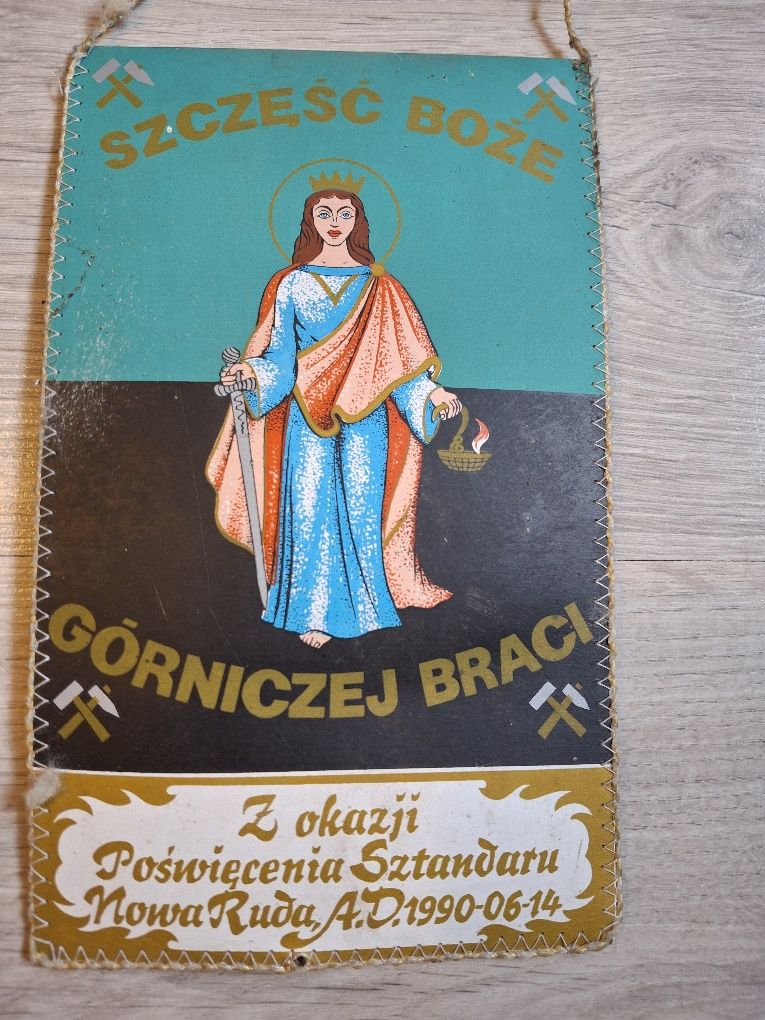 SZCZĘŚĆ BOŻE
GÓRNICZEJ BRACI
Z okazji
Poświęcenia Sztandaru
Nowa Ruda, A.D. 1990-06-14